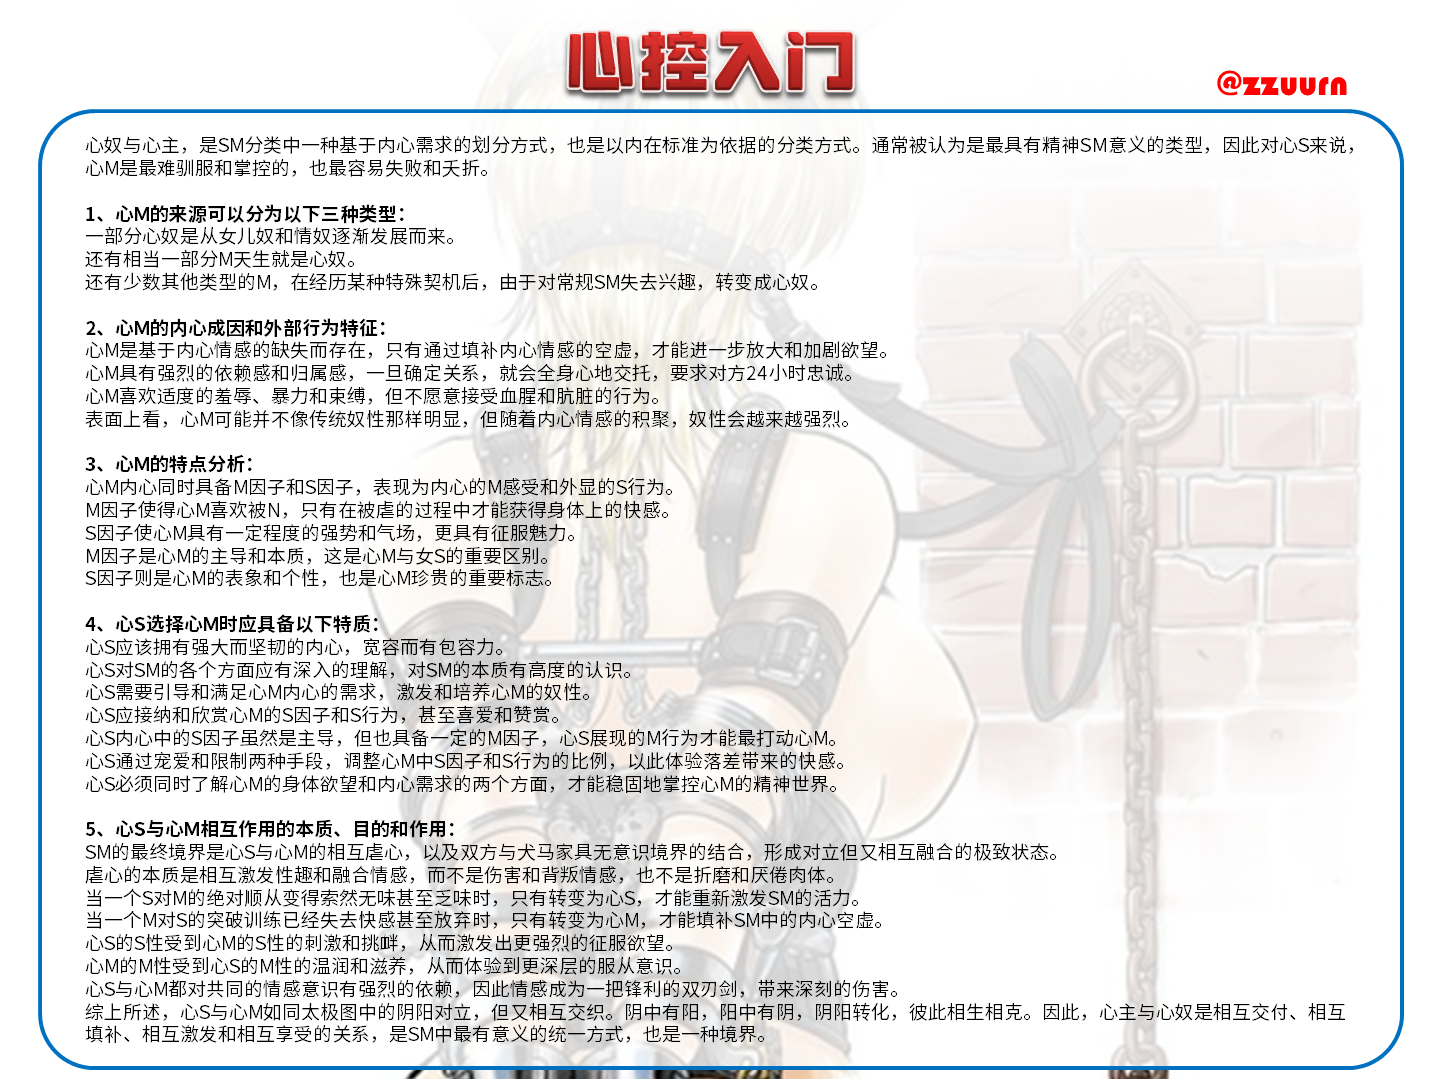 心控入门
@zzuurn
心奴与心主，是SM分类中一种基于内心需求的划分方式，也是以内在标准为依据的分类方式。通常被认为是最具有精神SM意义的类型，因此对心S来说，
心M是最难驯服和掌控的，也最容易失败和夭折。
1、心M的来源可以分为以下三种类型：
一部分心奴是从女儿奴和情奴逐渐发展而来。
还有相当一部分M天生就是心奴。
还有少数其他类型的M，在经历某种特殊契机后，由于对常规SM失去兴趣，转变成心奴。
2、心M的内心成因和外部行为特征：
心M是基于内心情感的缺失而存在，只有通过填补内心情感的空虚，才能进一步放大和加剧欲望。
心M具有强烈的依赖感和归属感，一旦确定关系，就会全身心地交托，要求对方24小时忠诚。
心M喜欢适度的羞辱、暴力和束缚，但不愿意接受血腥和肮脏的行为。
表面上看，心M可能并不像传统奴性那样明显，但随着内心情感的积聚，奴性会越来越强烈。
3、心M的特点分析：
心M内心同时具备M因子和S因子，表现为内心的M感受和外显的S行为。
M因子使得心M喜欢被N，只有在被虐的过程中才能获得身体上的快感。
S因子使心M具有一定程度的强势和气场，更具有征服魅力。
M因子是心M的主导和本质，这是心M与女S的重要区别。
S因子则是心M的表象和个性，也是心M珍贵的重要标志。
4、心S选择心M时应具备以下特质：
心S应该拥有强大而坚韧的内心，宽容而有包容力。
心S对SM的各个方面应有深入的理解，对SM的本质有高度的认识。
心S需要引导和满足心M内心的需求，激发和培养心M的奴性。
心S应接纳和欣赏心M的S因子和S行为，甚至喜爱和赞赏。
心S内心中的S因子虽然是主导，但也具备一定的M因子，心S展现的M行为才能最打动心M。
心S通过宠爱和限制两种手段，调整心M中S因子和S行为的比例，以此体验落差带来的快感。
心S必须同时了解心M的身体欲望和内心需求的两个方面，才能稳固地掌控心M的精神世界。
5、心S与心M相互作用的本质、目的和作用：
SM的最终境界是心S与心M的相互虐心，以及双方与犬马家具无意识境界的结合，形成对立但又相互融合的极致状态。
虐心的本质是相互激发性趣和融合情感，而不是伤害和背叛情感，也不是折磨和厌倦肉体。
当一个S对M的绝对顺从变得索然无味甚至乏味时，只有转变为心S，才能重新激发SM的活力。
当一个M对S的突破训练已经失去快感甚至放弃时，只有转变为心M，才能填补SM中的内心空虚。
心S的S性受到心M的S性的刺激和挑衅，从而激发出更强烈的征服欲望。
心M的M性受到心S的M性的温润和滋养，从而体验到更深层的服从意识。
心S与心M都对共同的情感意识有强烈的依赖，因此情感成为一把锋利的双刃剑，带来深刻的伤害。
综上所述，心S与心M如同太极图中的阴阳对立，但又相互交织。阴中有阳，阳中有阴，阴阳转化，彼此相生相克。因此，心主与心奴是相互交付、相互
填补、相互激发和相互享受的关系，是SM中最有意义的统一方式，也是一种境界。